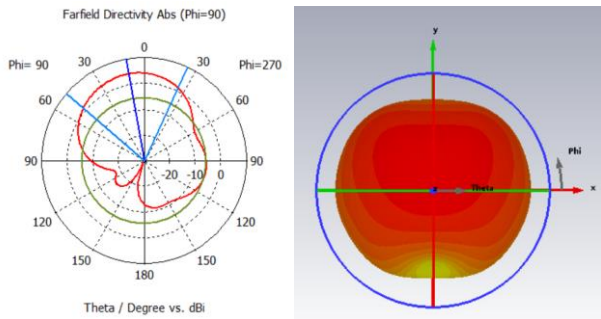 Farfield Directivity Abs (Phi=90)
0
30 30
Phi= 90 Phi=270
60 60
90 -20 -10 0 90
120 120
150 150
180
Theta / Degree vs. dBi
y
Phi
Theta x